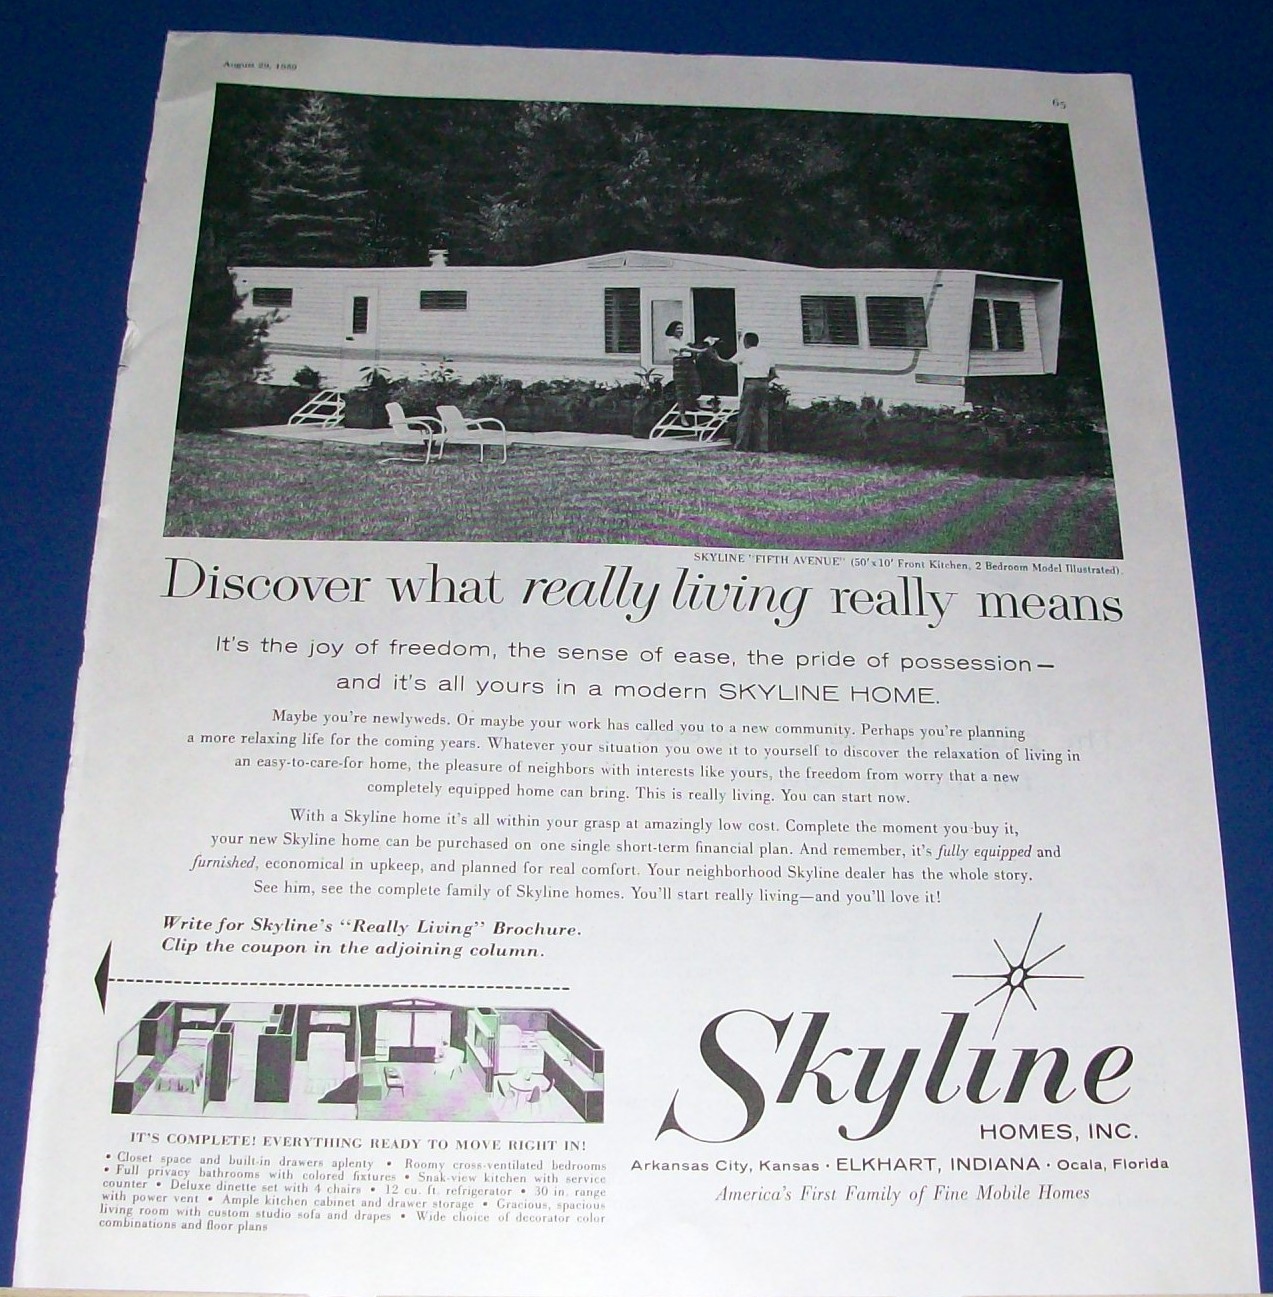 August 29, 1959
65
SKYLINE "FIFTH AVENUE" (50'x10' Front Kitchen, 2 Bedroom Model Illustrated).
Discover what really living really means
It's the joy of freedom, the sense of ease, the pride of possession—
and it's all yours in a modern SKYLINE HOME.
Maybe you're newlyweds. Or maybe your work has called you to a new community. Perhaps you're planning
a more relaxing life for the coming years. Whatever your situation you owe it to yourself to discover the relaxation of living in
an easy-to-care-for home, the pleasure of neighbors with interests like yours, the freedom from worry that a new
completely equipped home can bring. This is really living. You can start now.
With a Skyline home it's all within your grasp at amazingly low cost. Complete the moment you buy it,
your new Skyline home can be purchased on one single short-term financial plan. And remember, it's fully equipped and
furnished, economical in upkeep, and planned for real comfort. Your neighborhood Skyline dealer has the whole story.
See him, see the complete family of Skyline homes. You'll start really living—and you'll love it!
Write for Skyline's "Really Living" Brochure.
Clip the coupon in the adjoining column.
IT'S COMPLETE! EVERYTHING READY TO MOVE RIGHT IN!
• Closet space and built-in drawers aplenty • Roomy cross-ventilated bedrooms
• Full privacy bathrooms with colored fixtures • Snak-view kitchen with service
counter • Deluxe dinette set with 4 chairs • 12 cu. ft. refrigerator • 30 in. range
with power vent • Ample kitchen cabinet and drawer storage • Gracious, spacious
living room with custom studio sofa and drapes • Wide choice of decorator color
combinations and floor plans
Skyline
HOMES, INC.
Arkansas City, Kansas · ELKHART, INDIANA · Ocala, Florida
America's First Family of Fine Mobile Homes